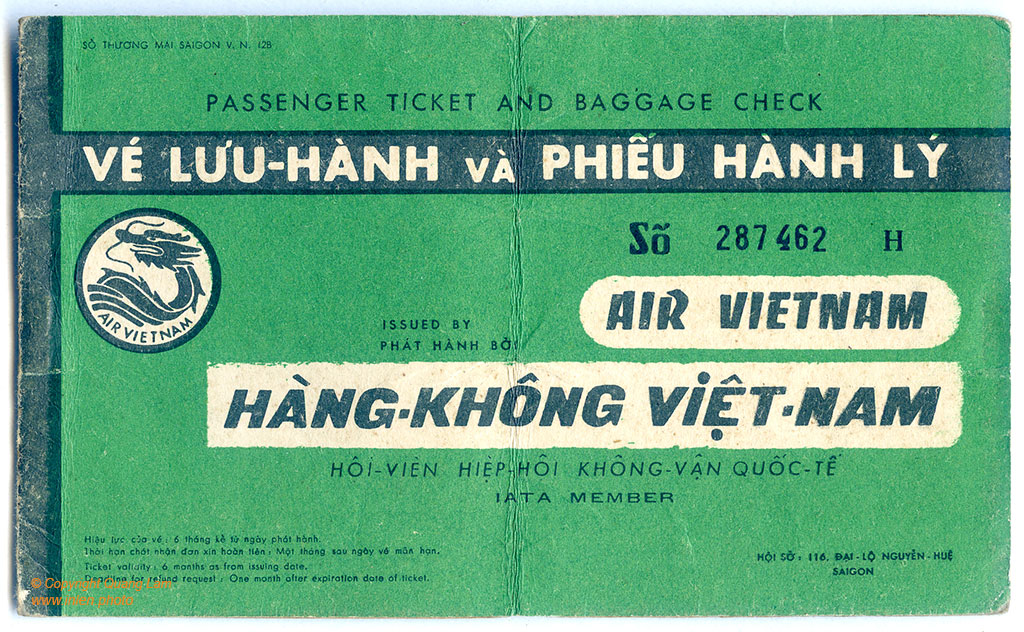 SỞ THƯƠNG MẠI SAIGON V. N. 12B
PASSENGER TICKET AND BAGGAGE CHECK
VÉ LƯU-HÀNH VÀ PHIẾU HÀNH LÝ
Số 287462 H
AIR VIETNAM
AIR VIETNAM
ISSUED BY
PHÁT HÀNH BỞI
HÀNG-KHÔNG VIỆT-NAM
HỘI-VIÊN HIỆP-HỘI KHÔNG-VẬN QUỐC-TẾ
IATA MEMBER
Hiệu lực của vé : 6 tháng kể từ ngày phát hành.
Thời hạn chót nhận đơn xin hoàn tiền : Một tháng sau ngày vé mãn hạn.
Ticket validity : 6 months as from issuing date.
Deadline for refund request : One month after expiration date of ticket.
HỘI SỞ : 116, ĐẠI - LỘ NGUYỄN - HUỆ
SAIGON
© Copyright